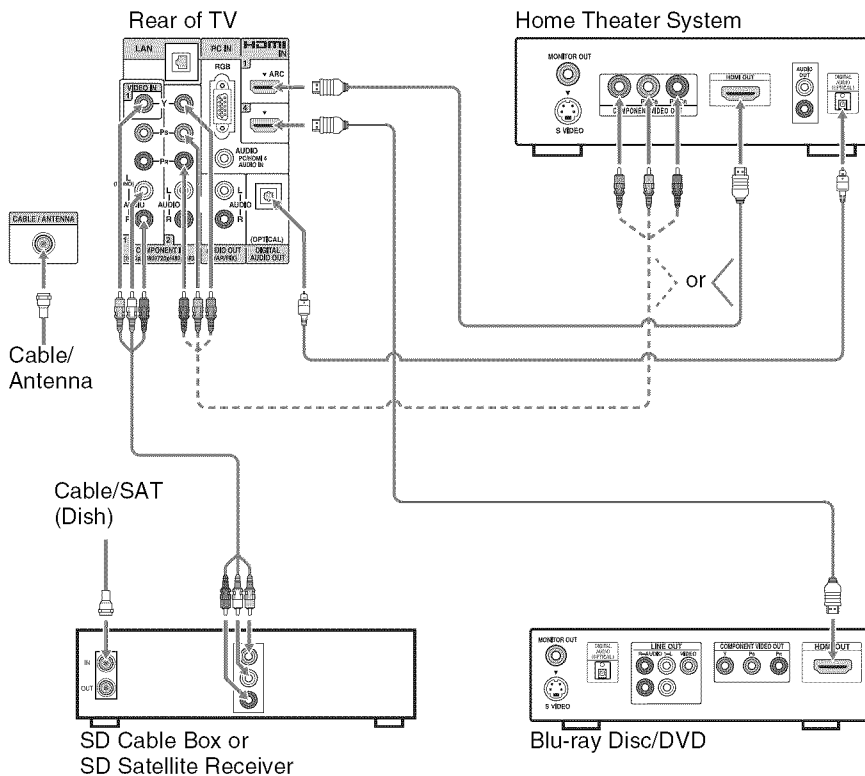 Rear of TV
LAN
PC IN
HDMI
IN
RGB
1
ARC
VIDEO IN
1
Y
4
PB
PR
AUDIO
PC/HDMI 4
AUDIO IN
L
AUDIO
R
L
AUDIO
R
L
AUDIO
R
2
(OPTICAL)
DIGITAL
AUDIO OUT
Home Theater System
MONITOR OUT
S VIDEO
COMPONENT VIDEO OUT
HDMI OUT
AUDIO
OUT
DIGITAL
AUDIO
(OPTICAL)
CABLE / ANTENNA
Cable/
Antenna
or
Cable/SAT
(Dish)
IN
OUT
SD Cable Box or
SD Satellite Receiver
MONITOR OUT
S VIDEO
DIGITAL
AUDIO
(OPTICAL)
LINE OUT
R-AUDIO-L
VIDEO
COMPONENT VIDEO OUT
Y
PB
PR
HDMI OUT
Blu-ray Disc/DVD